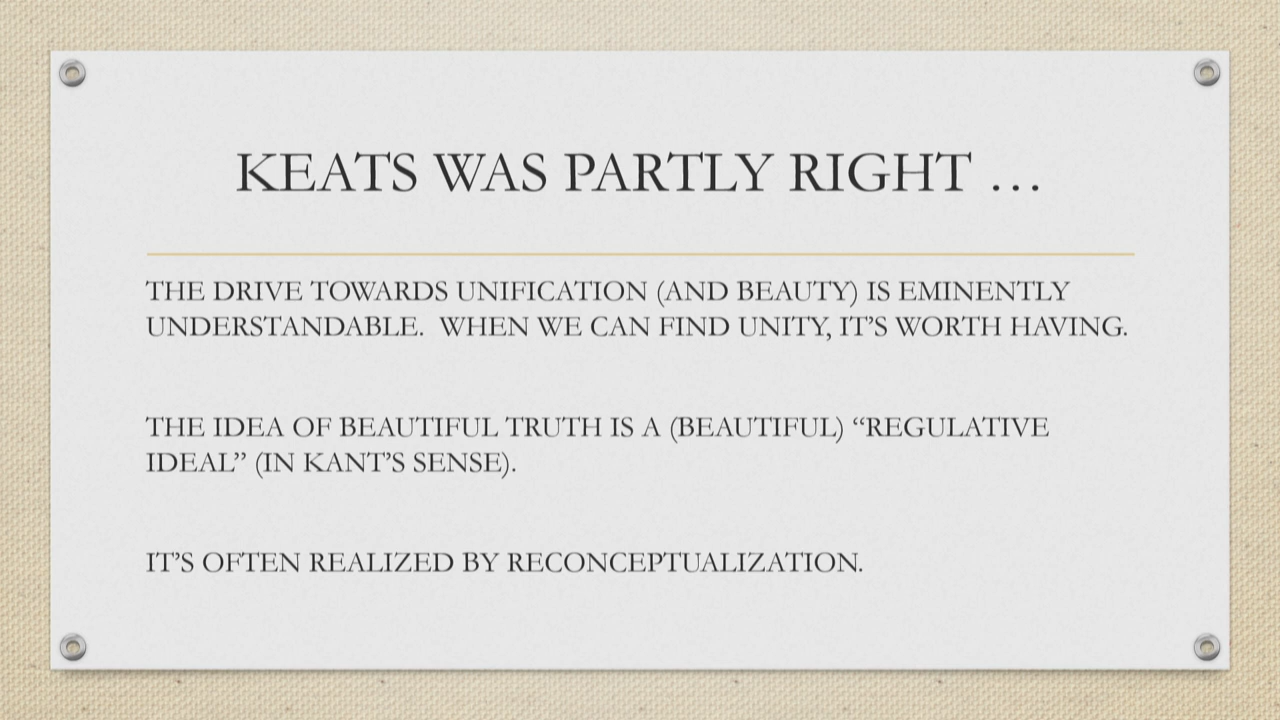 KEATS WAS PARTLY RIGHT …
THE DRIVE TOWARDS UNIFICATION (AND BEAUTY) IS EMINENTLY
UNDERSTANDABLE.  WHEN WE CAN FIND UNITY, IT’S WORTH HAVING.
THE IDEA OF BEAUTIFUL TRUTH IS A (BEAUTIFUL) “REGULATIVE
IDEAL” (IN KANT’S SENSE).
IT’S OFTEN REALIZED BY RECONCEPTUALIZATION.